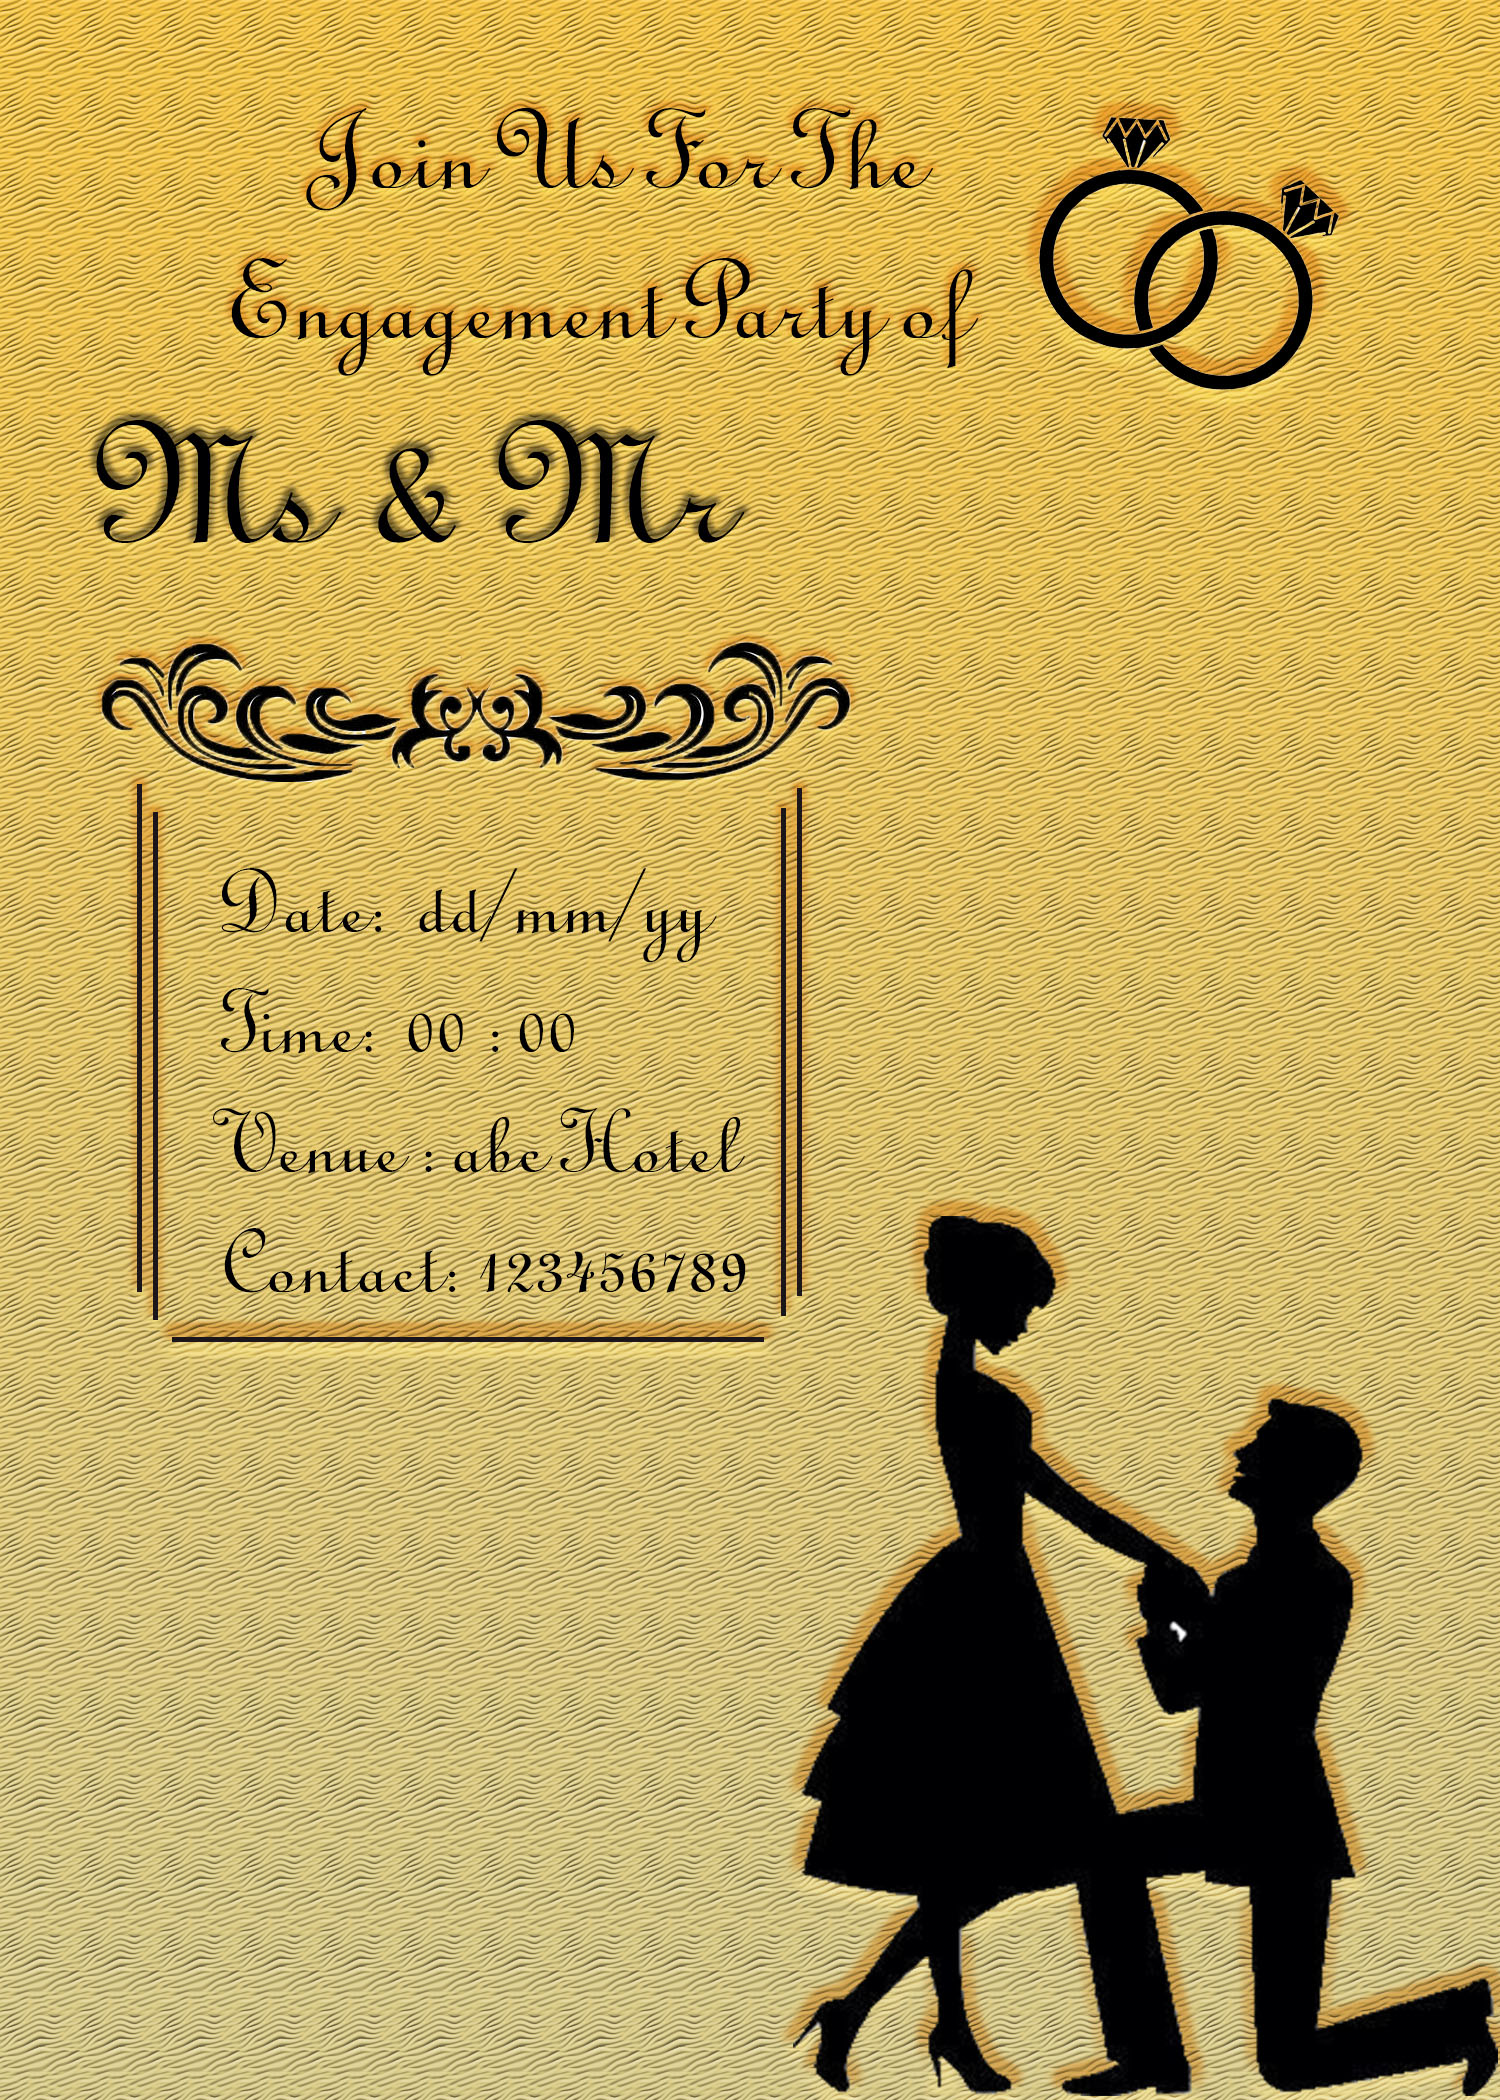 Join Us For The
Engagement Party of
Ms & Mr
Date: dd/mm/yy
Time: 00 : 00
Venue : abc Hotel
Contact: 123456789